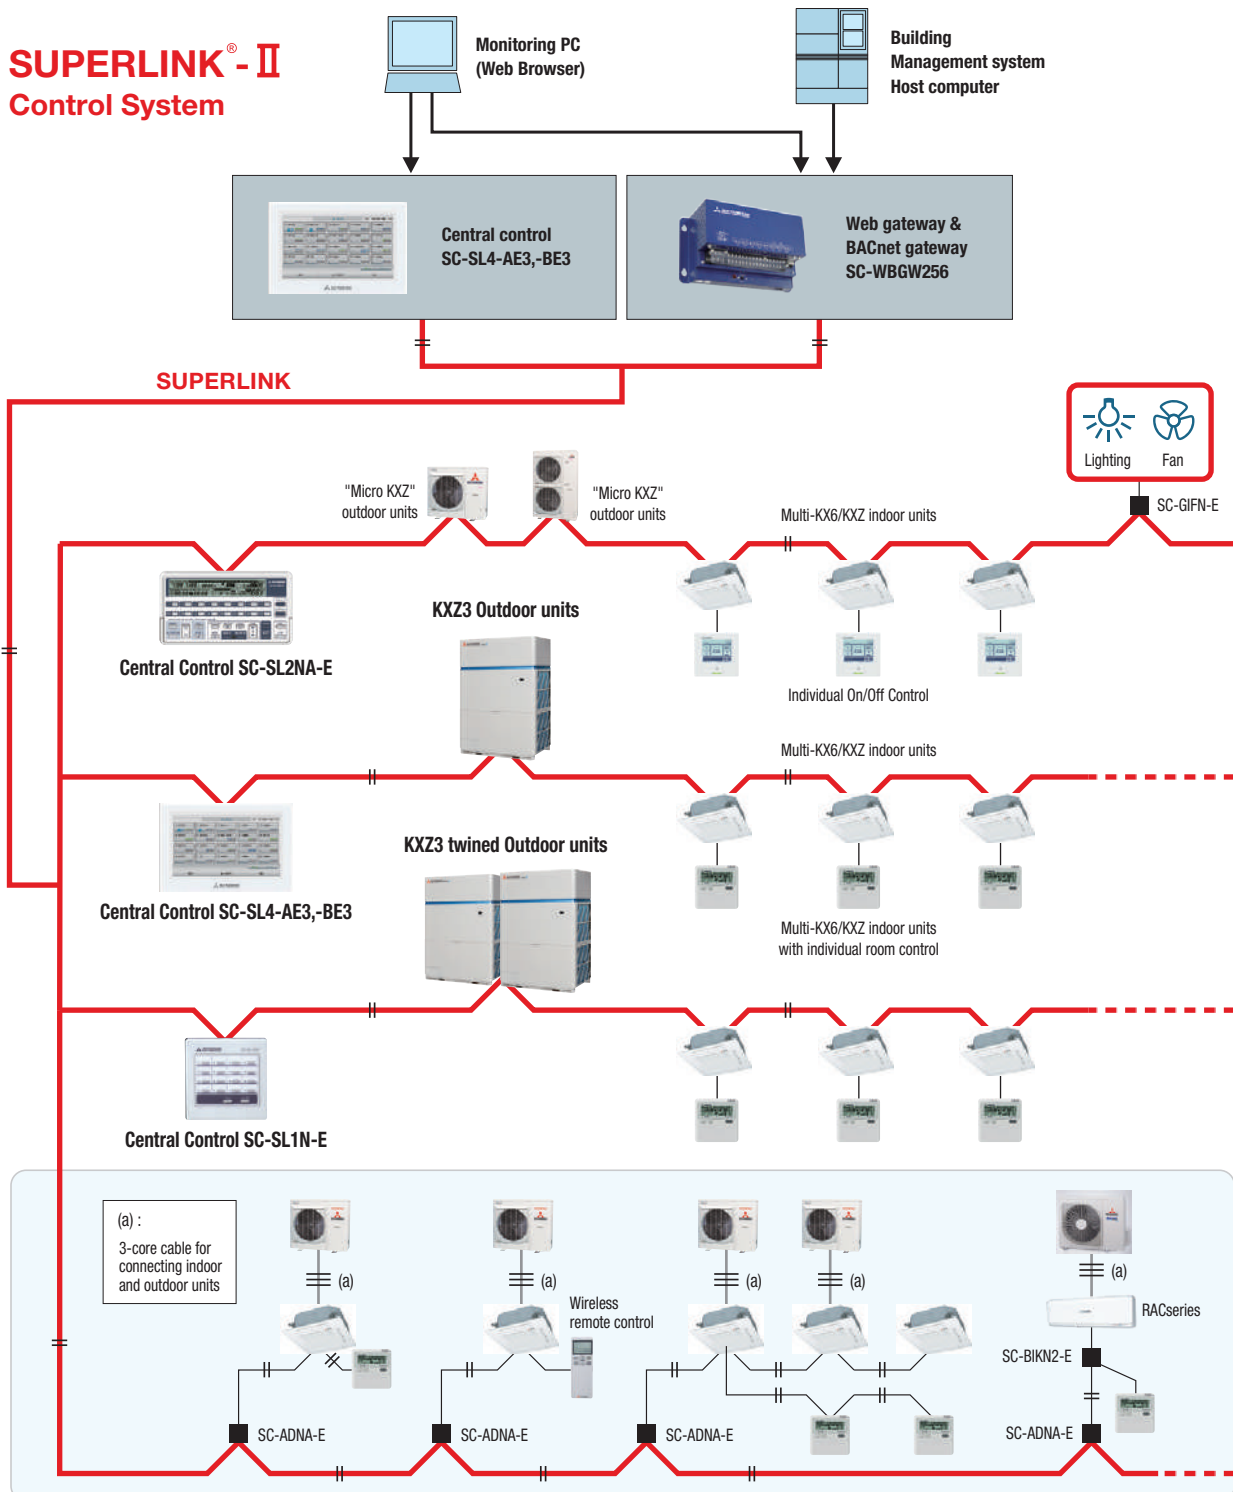 SUPERLINK®-II
Control System
Monitoring PC
(Web Browser)
Building
Management system
Host computer
Central control
SC-SL4-AE3,-BE3
Web gateway &
BACnet gateway
SC-WBGW256
SUPERLINK
Lighting
Fan
SC-GIFN-E
"Micro KXZ"
outdoor units
"Micro KXZ"
outdoor units
Multi-KX6/KXZ indoor units
Central Control SC-SL2NA-E
KXZ3 Outdoor units
Individual On/Off Control
Multi-KX6/KXZ indoor units
Central Control SC-SL4-AE3,-BE3
KXZ3 twined Outdoor units
Multi-KX6/KXZ indoor units
with individual room control
Central Control SC-SL1N-E
(a) :
3-core cable for
connecting indoor
and outdoor units
(a)
(a)
(a)
(a)
(a)
Wireless
remote control
RACseries
SC-BIKN2-E
SC-ADNA-E
SC-ADNA-E
SC-ADNA-E
SC-ADNA-E